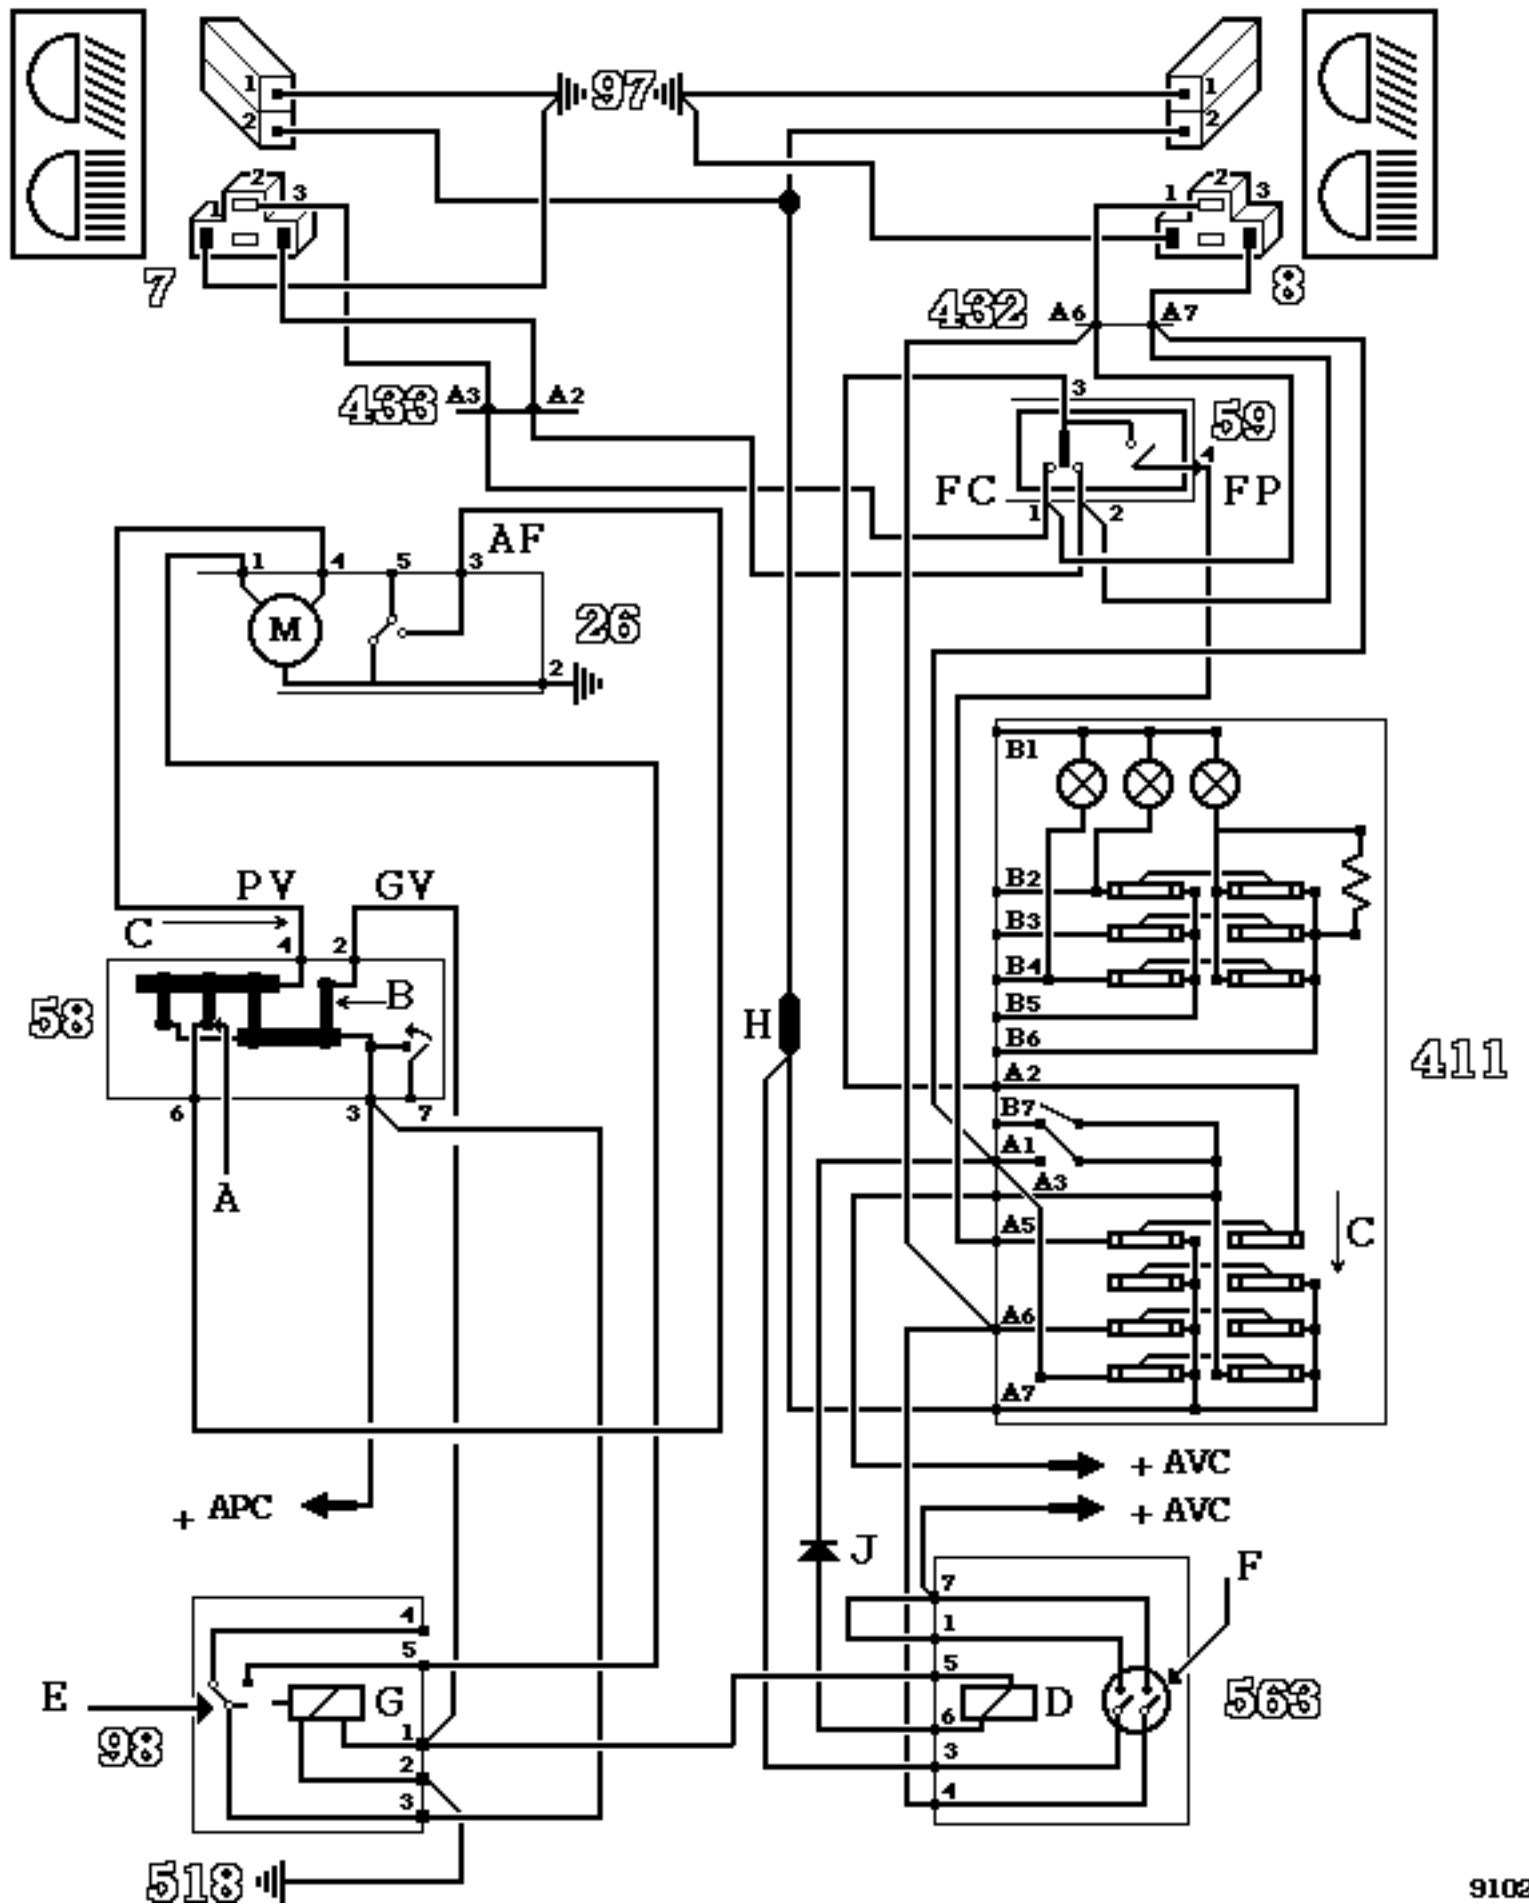 1 97 1
2 2
2 3 1 2 3
1
7 8
432 A6 A7
433 A3 A2 3 59
4
FC FP
1 2
AF
1 4 5 3
M 26
2
B1
PV GV B2
C B3
4 2
B4
58 B H B5
B6
411
A2
6 3 7 B7
A1
A A3
A5 C
A6
A7
+ AVC
+ APC + AVC
J F
7
4 1
5 5
E G D 563
98 1 6
2 3
3 4
518
9102